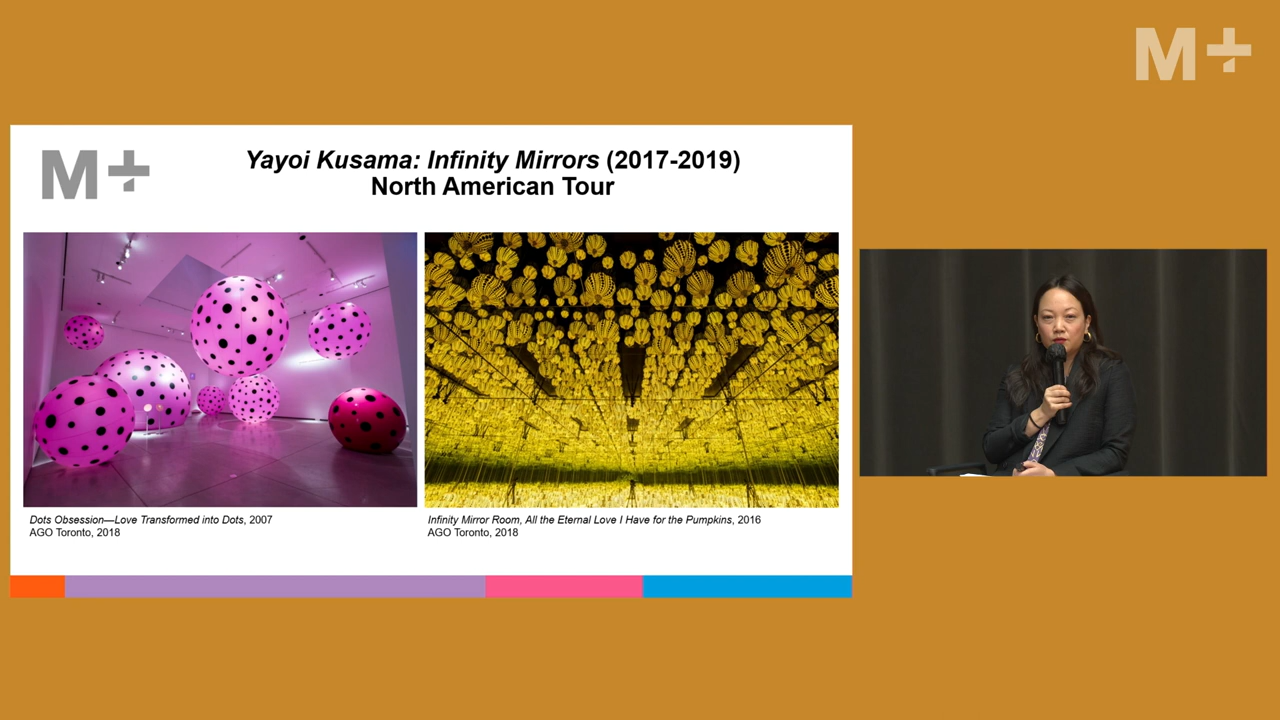 M+
M+
Yayoi Kusama: Infinity Mirrors (2017-2019)
North American Tour
Dots Obsession—Love Transformed into Dots, 2007
AGO Toronto, 2018
Infinity Mirror Room, All the Eternal Love I Have for the Pumpkins, 2016
AGO Toronto, 2018